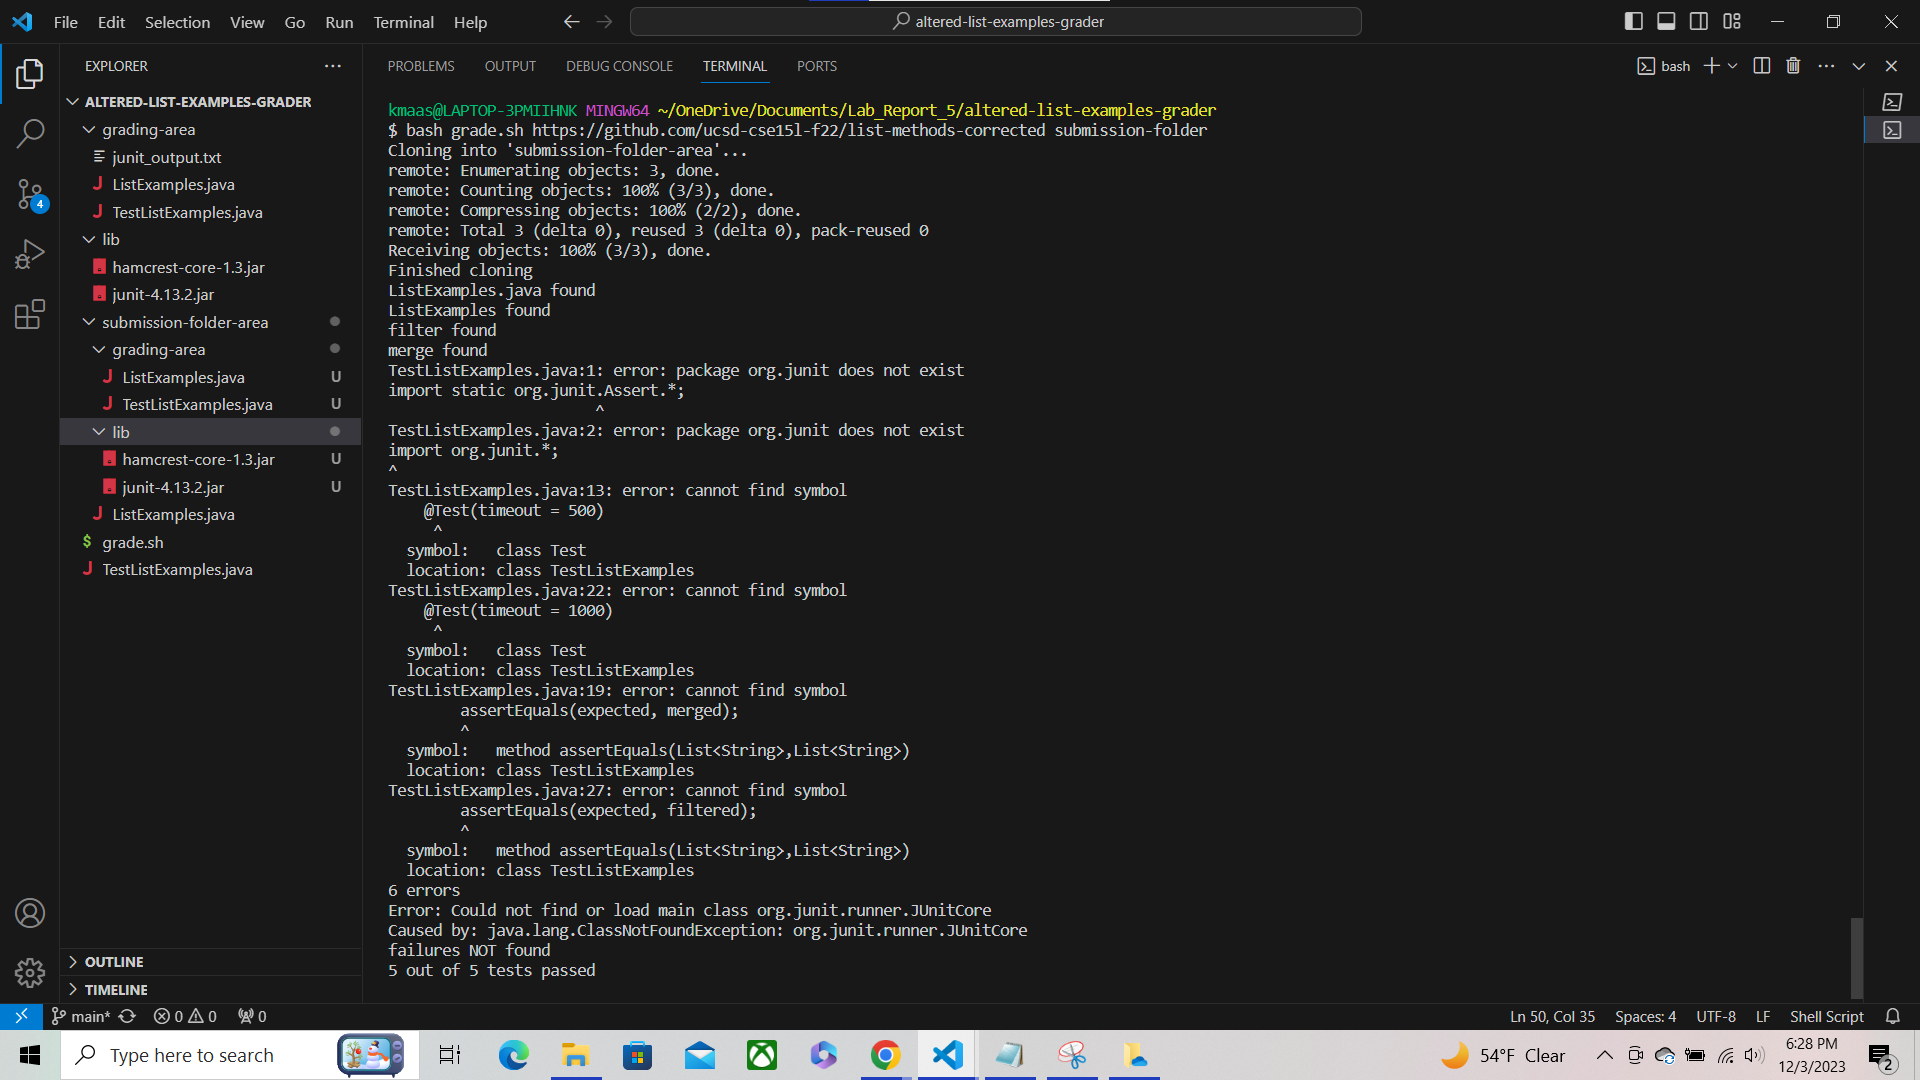 File Edit Selection View Go Run Terminal Help
altered-list-examples-grader
EXPLORER
ALTERED-LIST-EXAMPLES-GRADER
grading-area
junit_output.txt
J ListExamples.java
J TestListExamples.java
lib
hamcrest-core-1.3.jar
junit-4.13.2.jar
submission-folder-area
grading-area
J ListExamples.java U
J TestListExamples.java U
lib
hamcrest-core-1.3.jar U
junit-4.13.2.jar U
J ListExamples.java
$ grade.sh
J TestListExamples.java
4
OUTLINE
TIMELINE
PROBLEMS OUTPUT DEBUG CONSOLE TERMINAL PORTS
bash
kmaas@LAPTOP-3PMIIHNK MINGW64 ~/OneDrive/Documents/Lab_Report_5/altered-list-examples-grader
$ bash grade.sh https://github.com/ucsd-cse15l-f22/list-methods-corrected submission-folder
Cloning into 'submission-folder-area'...
remote: Enumerating objects: 3, done.
remote: Counting objects: 100% (3/3), done.
remote: Compressing objects: 100% (2/2), done.
remote: Total 3 (delta 0), reused 3 (delta 0), pack-reused 0
Receiving objects: 100% (3/3), done.
Finished cloning
ListExamples.java found
ListExamples found
filter found
merge found
TestListExamples.java:1: error: package org.junit does not exist
import static org.junit.Assert.*;
^
TestListExamples.java:2: error: package org.junit does not exist
import org.junit.*;
^
TestListExamples.java:13: error: cannot find symbol
@Test(timeout = 500)
^
symbol:   class Test
location: class TestListExamples
TestListExamples.java:22: error: cannot find symbol
@Test(timeout = 1000)
^
symbol:   class Test
location: class TestListExamples
TestListExamples.java:19: error: cannot find symbol
assertEquals(expected, merged);
^
symbol:   method assertEquals(List<String>,List<String>)
location: class TestListExamples
TestListExamples.java:27: error: cannot find symbol
assertEquals(expected, filtered);
^
symbol:   method assertEquals(List<String>,List<String>)
location: class TestListExamples
6 errors
Error: Could not find or load main class org.junit.runner.JUnitCore
Caused by: java.lang.ClassNotFoundException: org.junit.runner.JUnitCore
failures NOT found
5 out of 5 tests passed
main* 0 0 0
Ln 50, Col 35 Spaces: 4 UTF-8 LF Shell Script
Type here to search
54°F Clear
6:28 PM
12/3/2023
2